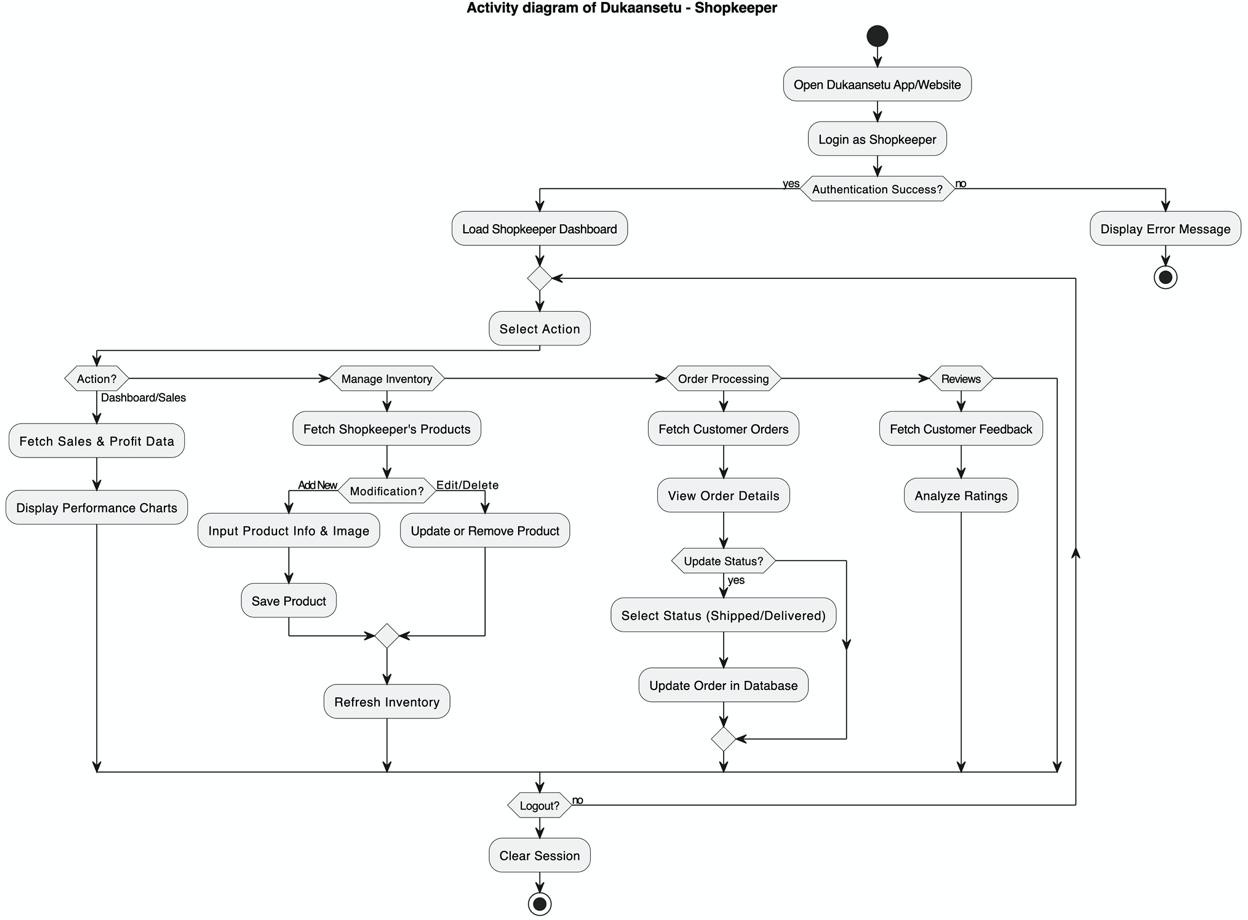 Activity diagram of Dukaansetu - Shopkeeper
Open Dukaansetu App/Website
Login as Shopkeeper
yes
Authentication Success?
no
Load Shopkeeper Dashboard
Display Error Message
Select Action
Action?
Manage Inventory
Order Processing
Reviews
Dashboard/Sales
Fetch Sales & Profit Data
Fetch Shopkeeper's Products
Fetch Customer Orders
Fetch Customer Feedback
Add New
Modification?
Edit/Delete
Display Performance Charts
View Order Details
Analyze Ratings
Input Product Info & Image
Update or Remove Product
Update Status?
yes
Save Product
Select Status (Shipped/Delivered)
Update Order in Database
Refresh Inventory
Logout?
no
Clear Session